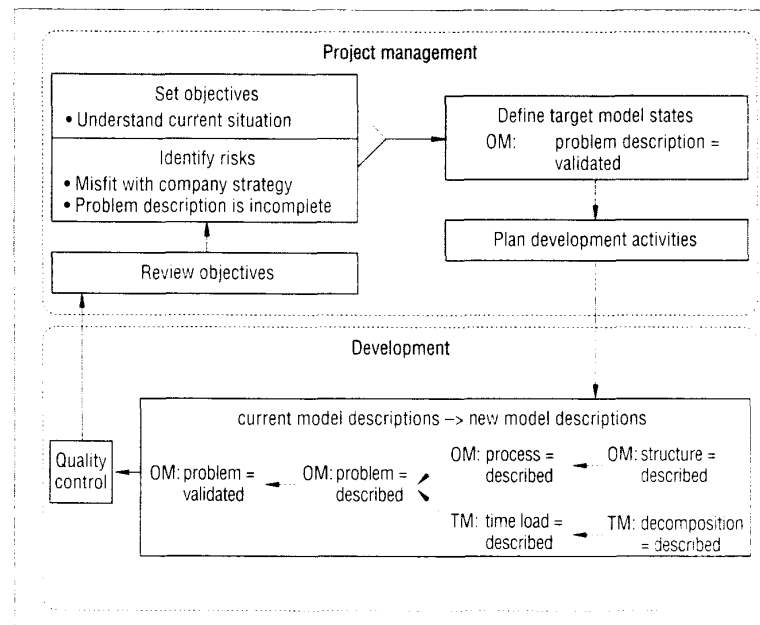 Project management
Set objectives
• Understand current situation
Identify risks
• Misfit with company strategy
• Problem description is incomplete
Review objectives
Define target model states
OM: problem description =
validated
Plan development activities
Development
current model descriptions –> new model descriptions
Quality
control
OM: problem =
validated
OM: problem =
described
OM: process =
described
OM: structure =
described
TM: time load =
described
TM: decomposition
= described